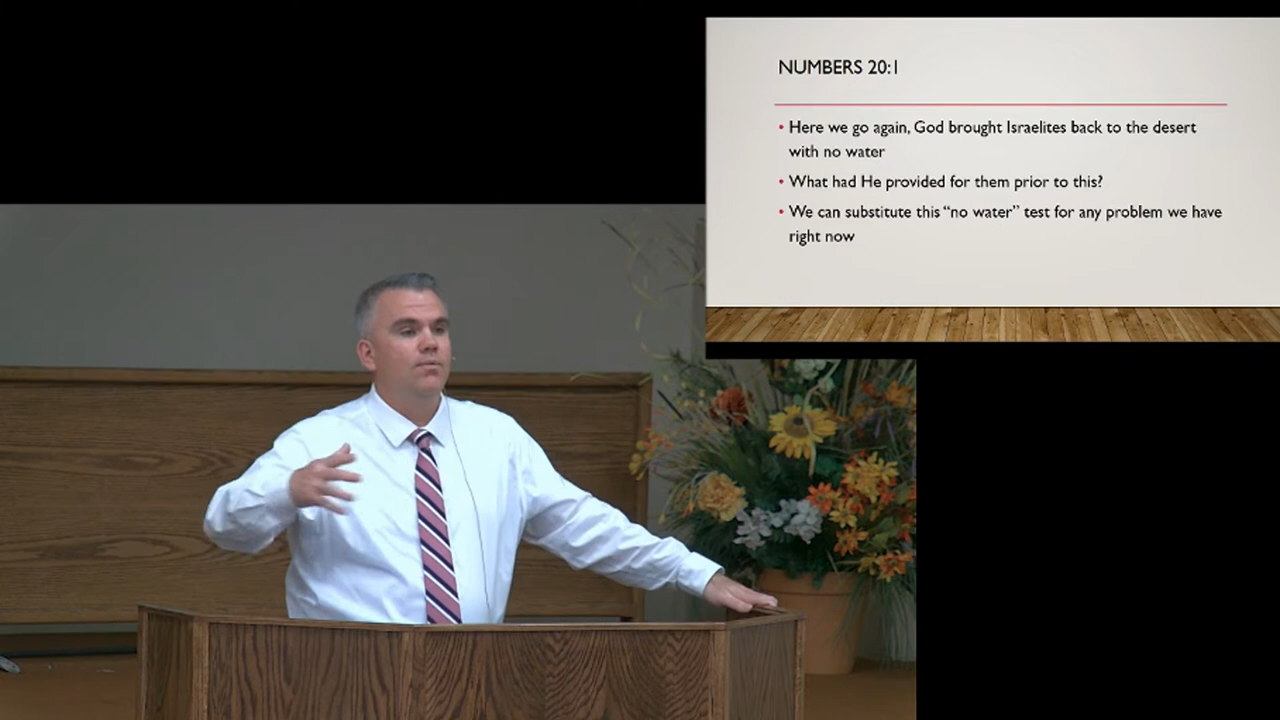 NUMBERS 20:1
• Here we go again, God brought Israelites back to the desert
with no water
• What had He provided for them prior to this?
• We can substitute this “no water” test for any problem we have
right now